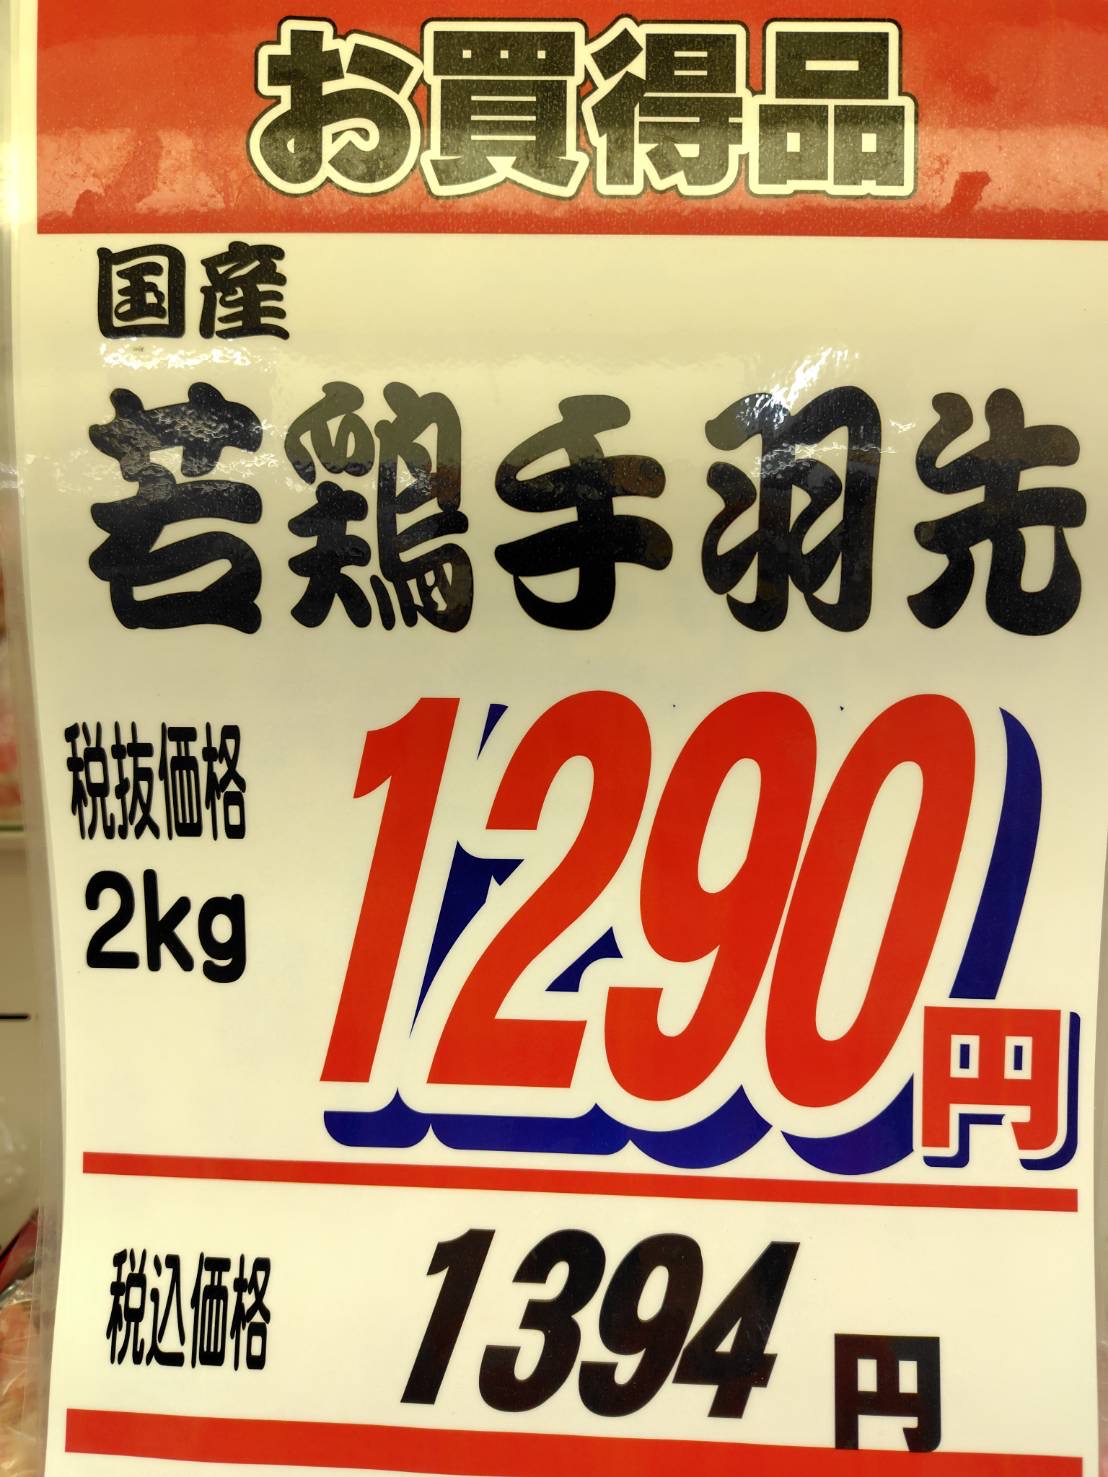 お買得品
国産
若鶏手羽先
税抜価格
2kg
1290円
税込価格
1394円